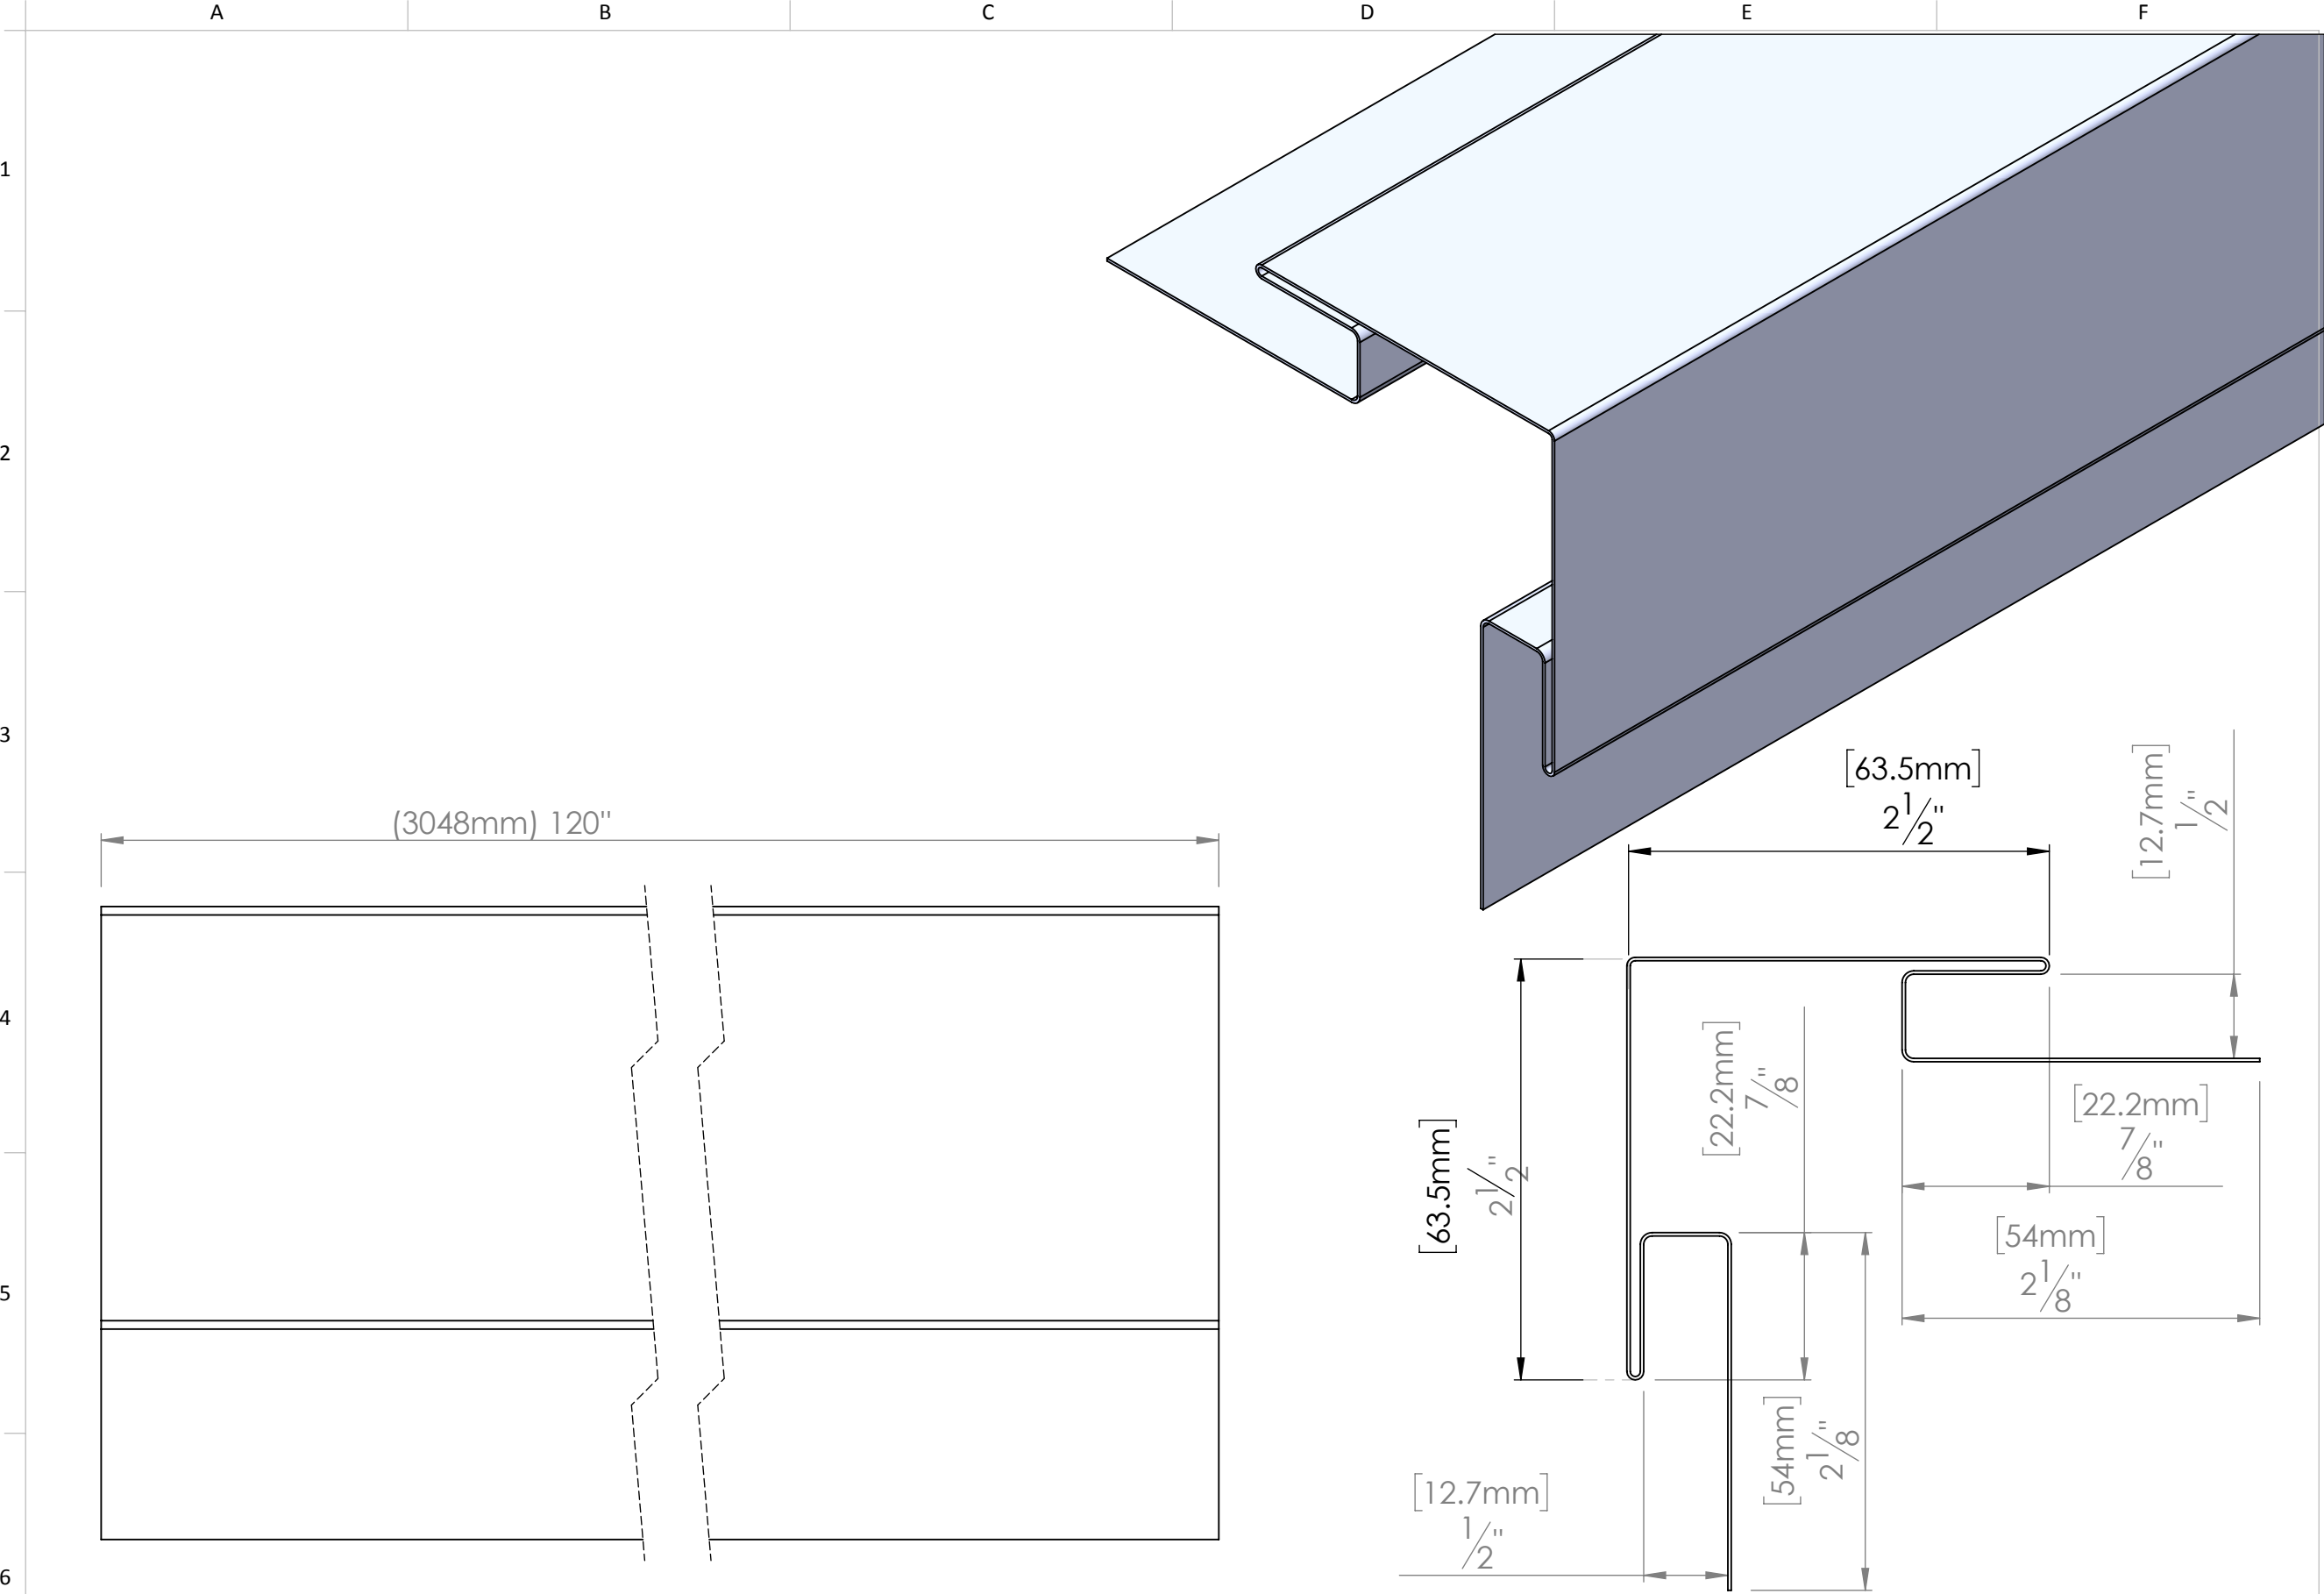 A B C D E F
1
2
3
4
5
6
(3048mm) 120"
[63.5mm]
2 1/2"
[12.7mm]
1/2"
[63.5mm]
2 1/2"
[22.2mm]
7/8"
[22.2mm]
7/8"
[54mm]
2 1/8"
[54mm]
2 1/8"
[12.7mm]
1/2"